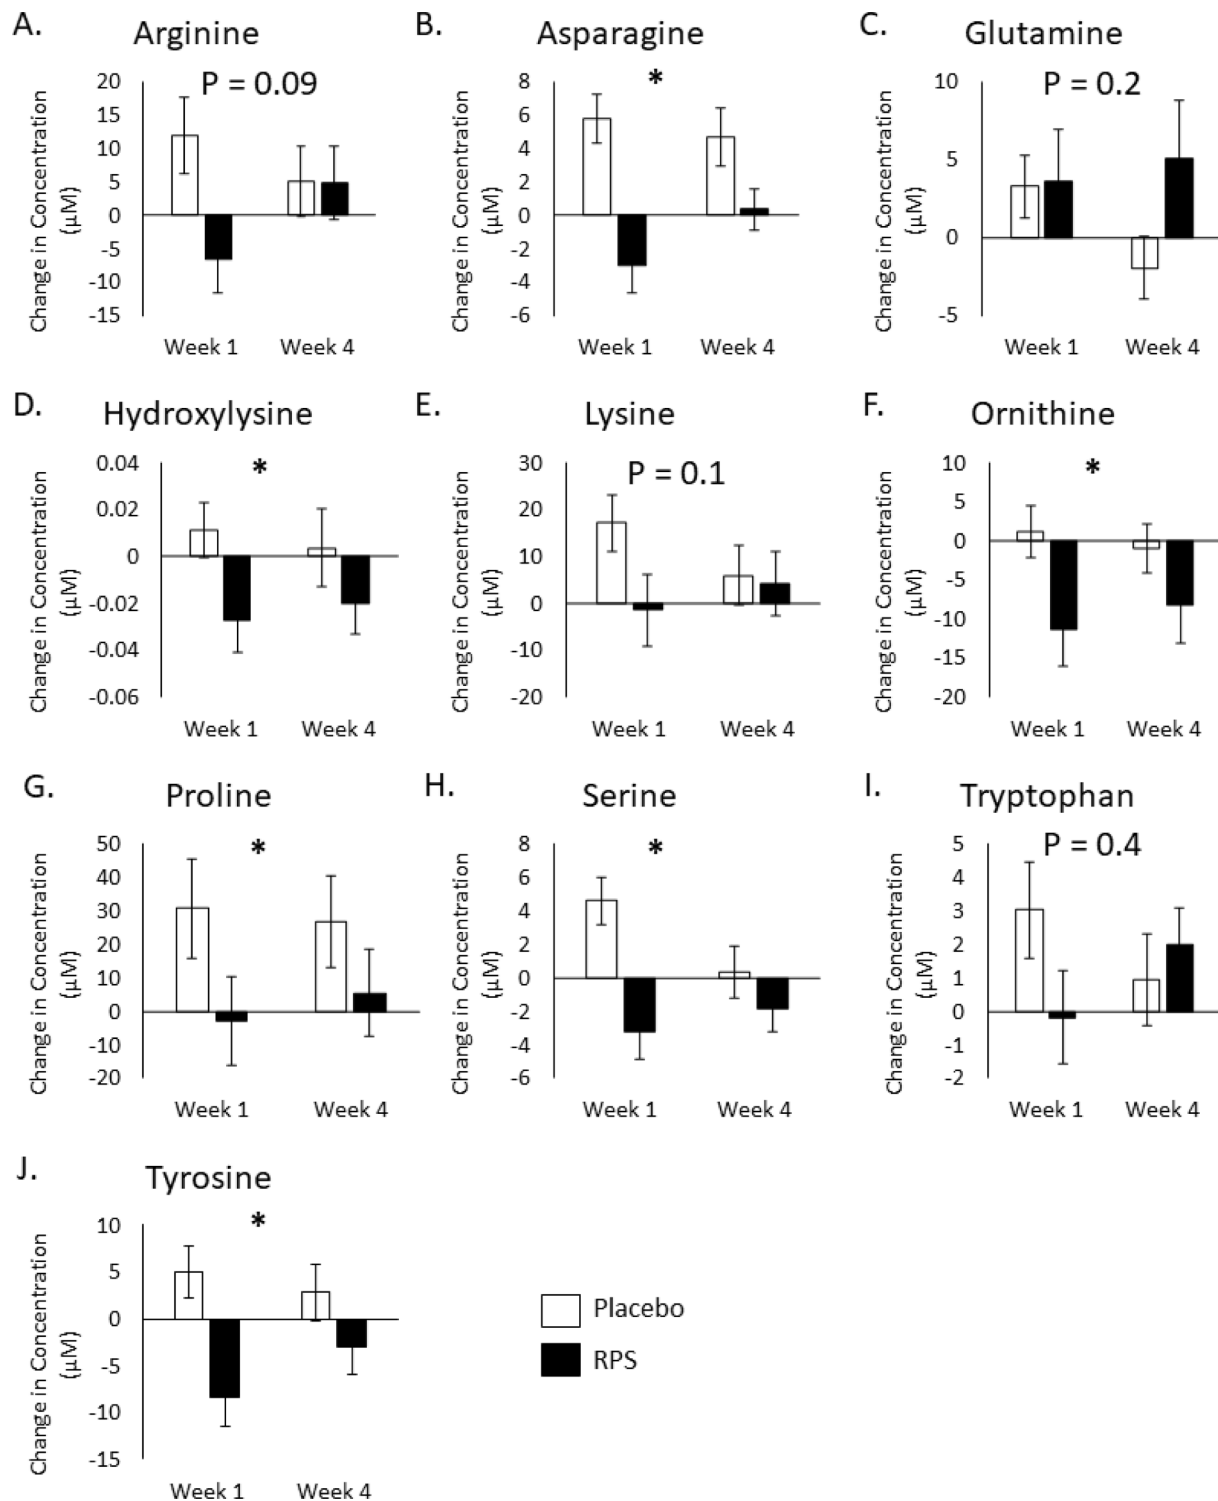 A.
Arginine
P = 0.09
Change in Concentration
(µM)
20
15
10
5
0
-5
-10
-15
Week 1
Week 4
B.
Asparagine
*
Change in Concentration
(µM)
8
6
4
2
0
-2
-4
-6
Week 1
Week 4
C.
Glutamine
P = 0.2
Change in Concentration
(µM)
10
5
0
-5
Week 1
Week 4
D.
Hydroxylysine
*
Change in Concentration
(µM)
0.04
0.02
0
-0.02
-0.04
-0.06
Week 1
Week 4
E.
Lysine
P = 0.1
Change in Concentration
(µM)
30
20
10
0
-10
-20
Week 1
Week 4
F.
Ornithine
*
Change in Concentration
(µM)
10
5
0
-5
-10
-15
-20
Week 1
Week 4
G.
Proline
*
Change in Concentration
(µM)
50
40
30
20
10
0
-10
-20
Week 1
Week 4
H.
Serine
*
Change in Concentration
(µM)
8
6
4
2
0
-2
-4
-6
Week 1
Week 4
I.
Tryptophan
P = 0.4
Change in Concentration
(µM)
5
4
3
2
1
0
-1
-2
Week 1
Week 4
J.
Tyrosine
*
Change in Concentration
(µM)
10
5
0
-5
-10
-15
Week 1
Week 4
Placebo
RPS